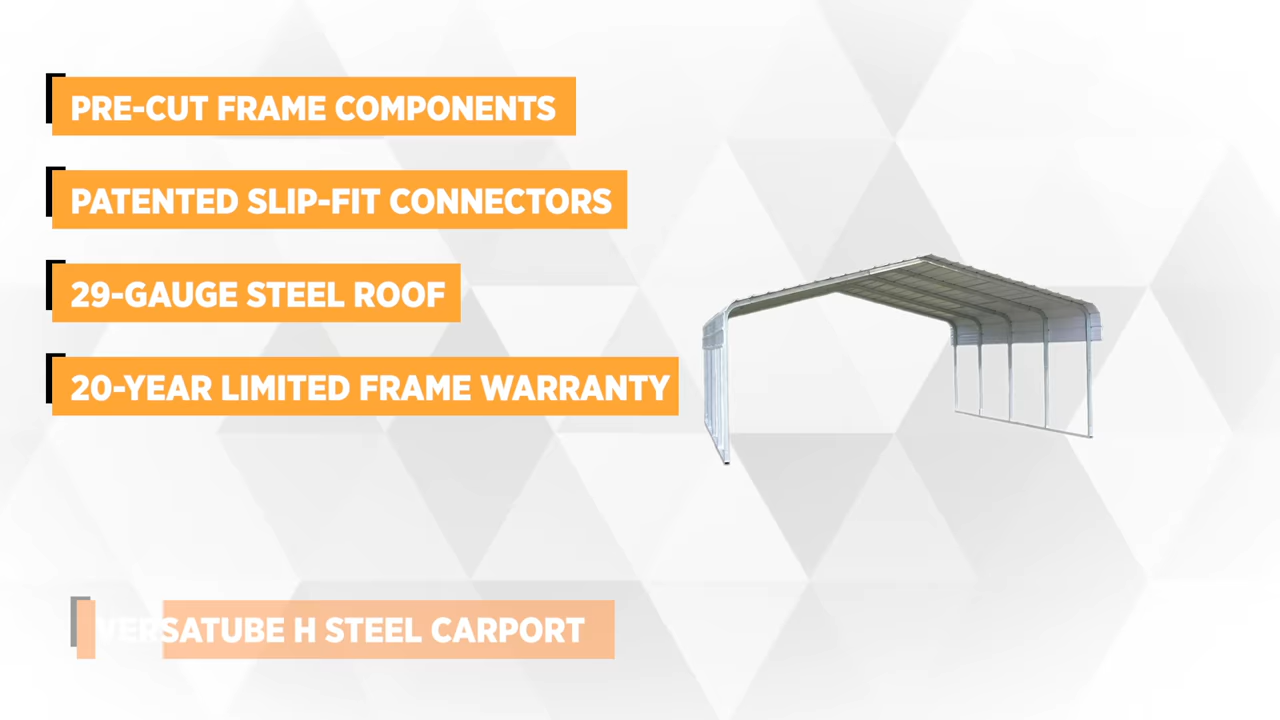 PRE-CUT FRAME COMPONENTS
PATENTED SLIP-FIT CONNECTORS
29-GAUGE STEEL ROOF
20-YEAR LIMITED FRAME WARRANTY
VERSATUBE H STEEL CARPORT